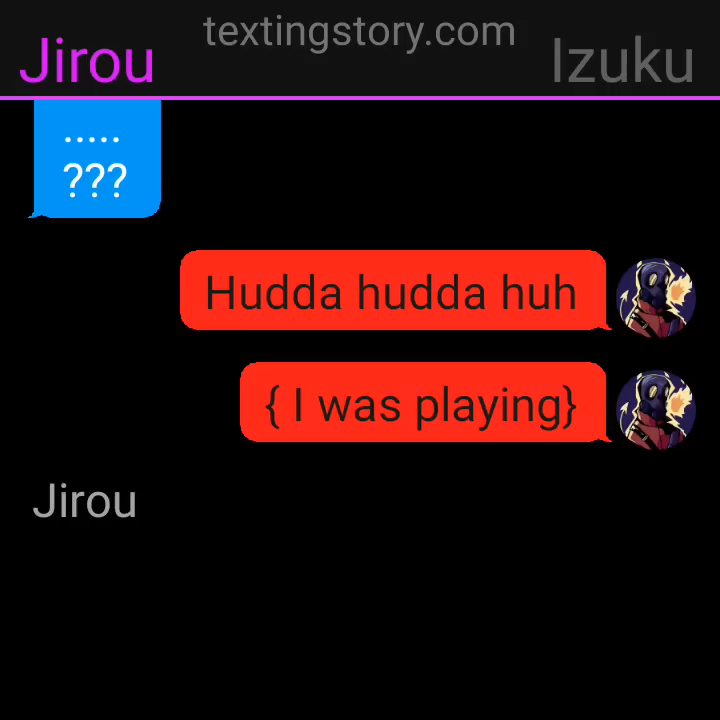 textingstory.com
Jirou
Izuku
.....
???
Hudda hudda huh
{ I was playing}
Jirou